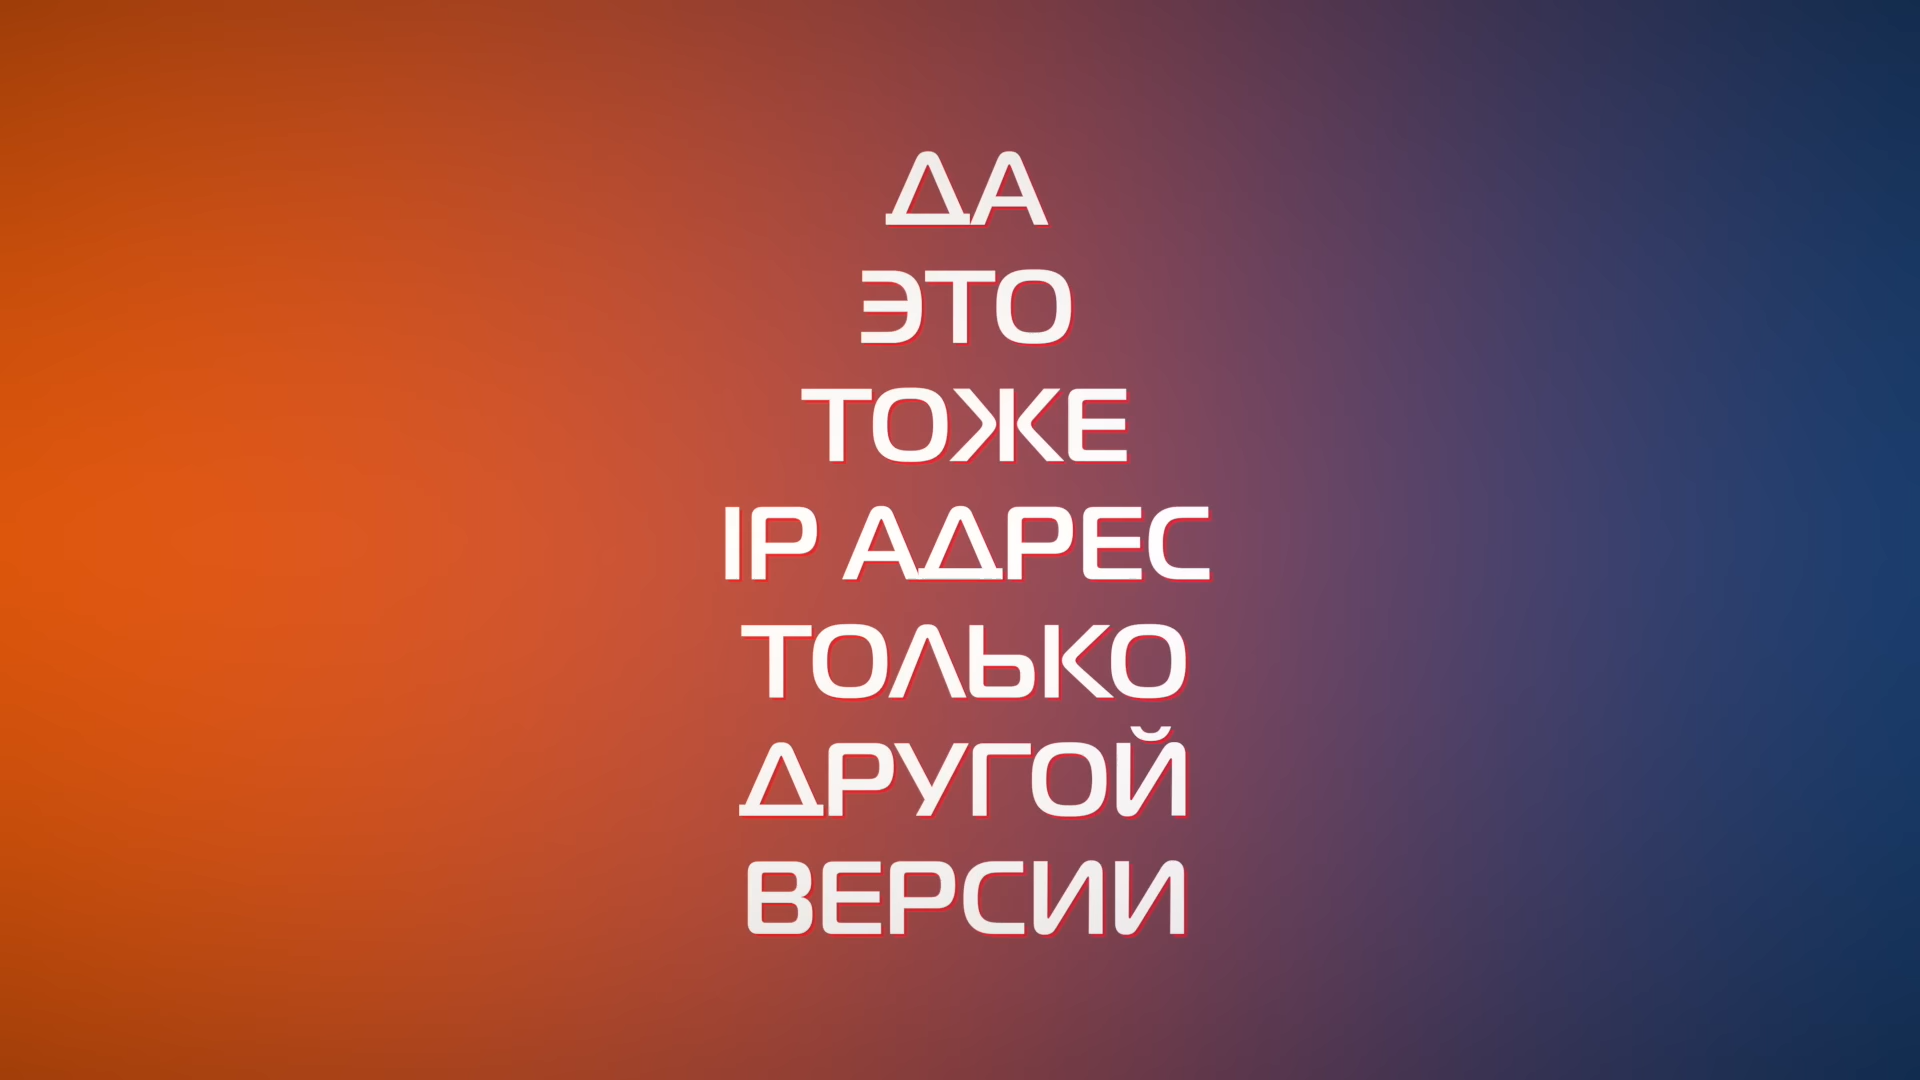 ДА
ЭТО
ТОЖЕ
IP АДРЕС
ТОЛЬКО
ДРУГОЙ
ВЕРСИИ